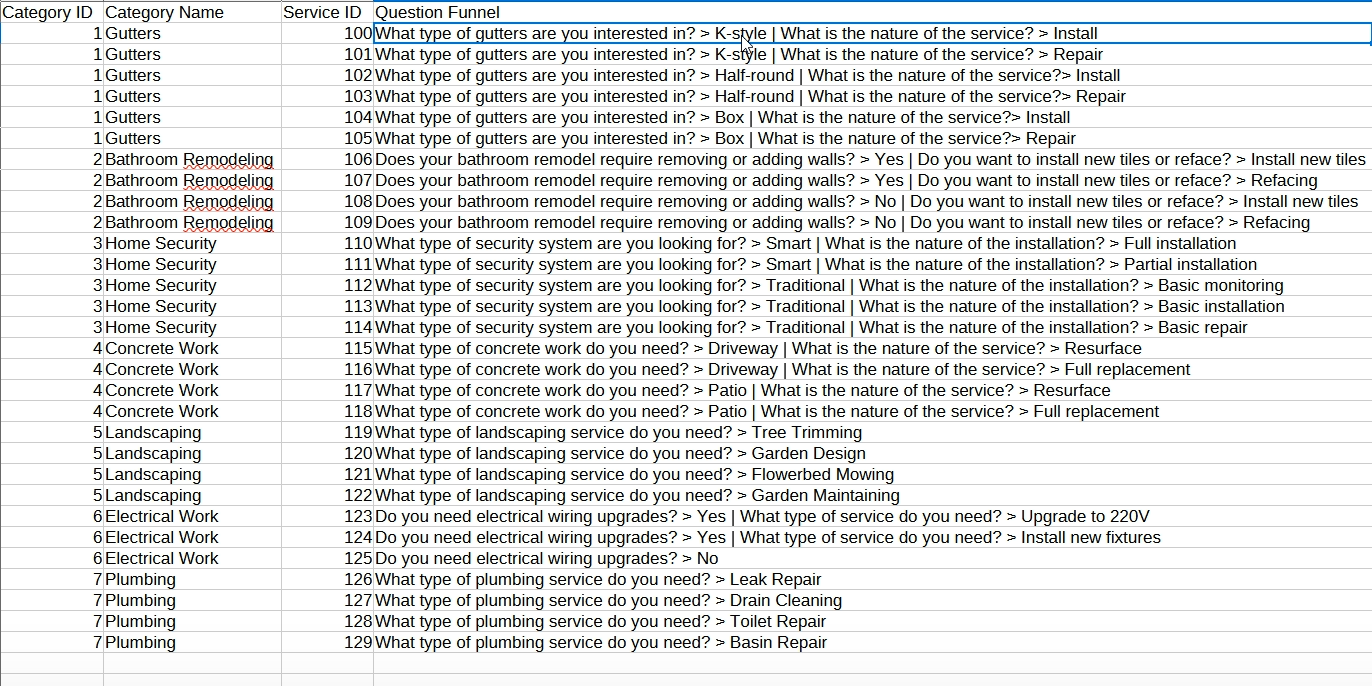 Category ID Category Name Service ID Question Funnel
1 Gutters 100 What type of gutters are you interested in? > K-style | What is the nature of the service? > Install
1 Gutters 101 What type of gutters are you interested in? > K-style | What is the nature of the service? > Repair
1 Gutters 102 What type of gutters are you interested in? > Half-round | What is the nature of the service?> Install
1 Gutters 103 What type of gutters are you interested in? > Half-round | What is the nature of the service?> Repair
1 Gutters 104 What type of gutters are you interested in? > Box | What is the nature of the service?> Install
1 Gutters 105 What type of gutters are you interested in? > Box | What is the nature of the service?> Repair
2 Bathroom Remodeling 106 Does your bathroom remodel require removing or adding walls? > Yes | Do you want to install new tiles or reface? > Install new tiles
2 Bathroom Remodeling 107 Does your bathroom remodel require removing or adding walls? > Yes | Do you want to install new tiles or reface? > Refacing
2 Bathroom Remodeling 108 Does your bathroom remodel require removing or adding walls? > No | Do you want to install new tiles or reface? > Install new tiles
2 Bathroom Remodeling 109 Does your bathroom remodel require removing or adding walls? > No | Do you want to install new tiles or reface? > Refacing
3 Home Security 110 What type of security system are you looking for? > Smart | What is the nature of the installation? > Full installation
3 Home Security 111 What type of security system are you looking for? > Smart | What is the nature of the installation? > Partial installation
3 Home Security 112 What type of security system are you looking for? > Traditional | What is the nature of the installation? > Basic monitoring
3 Home Security 113 What type of security system are you looking for? > Traditional | What is the nature of the installation? > Basic installation
3 Home Security 114 What type of security system are you looking for? > Traditional | What is the nature of the installation? > Basic repair
4 Concrete Work 115 What type of concrete work do you need? > Driveway | What is the nature of the service? > Resurface
4 Concrete Work 116 What type of concrete work do you need? > Driveway | What is the nature of the service? > Full replacement
4 Concrete Work 117 What type of concrete work do you need? > Patio | What is the nature of the service? > Resurface
4 Concrete Work 118 What type of concrete work do you need? > Patio | What is the nature of the service? > Full replacement
5 Landscaping 119 What type of landscaping service do you need? > Tree Trimming
5 Landscaping 120 What type of landscaping service do you need? > Garden Design
5 Landscaping 121 What type of landscaping service do you need? > Flowerbed Mowing
5 Landscaping 122 What type of landscaping service do you need? > Garden Maintaining
6 Electrical Work 123 Do you need electrical wiring upgrades? > Yes | What type of service do you need? > Upgrade to 220V
6 Electrical Work 124 Do you need electrical wiring upgrades? > Yes | What type of service do you need? > Install new fixtures
6 Electrical Work 125 Do you need electrical wiring upgrades? > No
7 Plumbing 126 What type of plumbing service do you need? > Leak Repair
7 Plumbing 127 What type of plumbing service do you need? > Drain Cleaning
7 Plumbing 128 What type of plumbing service do you need? > Toilet Repair
7 Plumbing 129 What type of plumbing service do you need? > Basin Repair